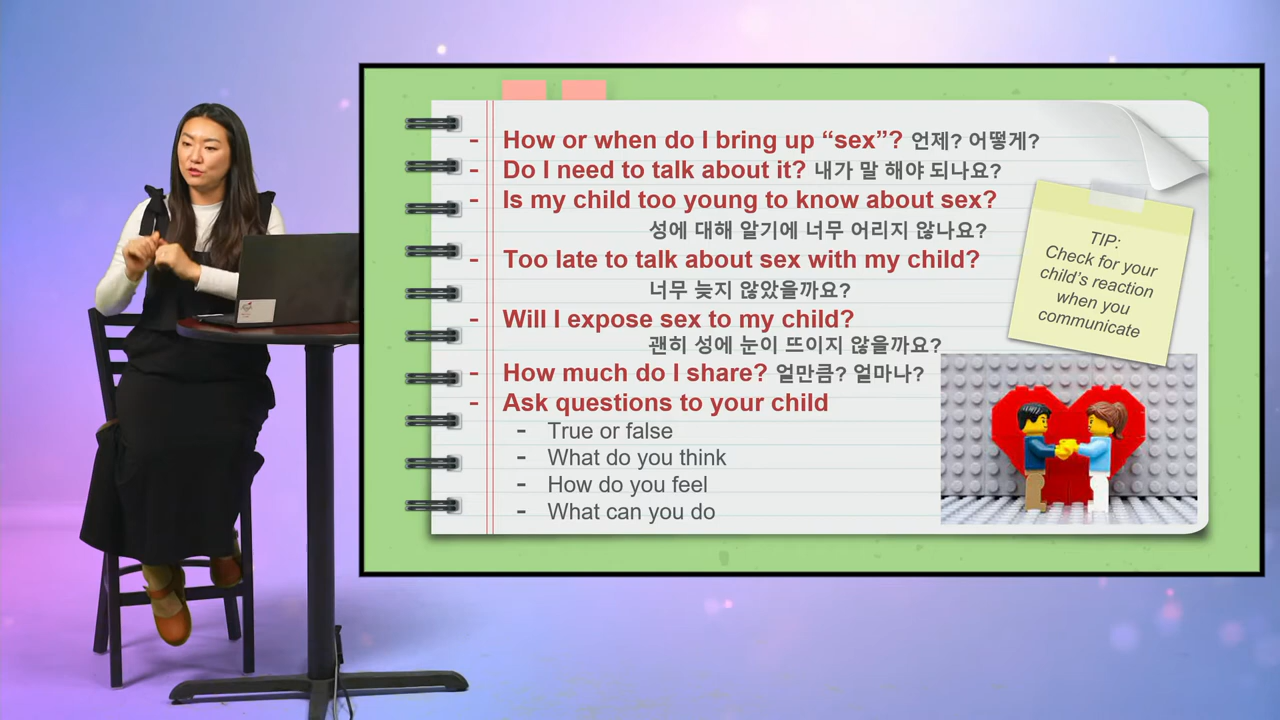 - How or when do I bring up “sex”? 언제? 어떻게?
- Do I need to talk about it? 내가 말 해야 되나요?
- Is my child too young to know about sex?
성에 대해 알기에 너무 어리지 않나요?
- Too late to talk about sex with my child?
너무 늦지 않았을까요?
- Will I expose sex to my child?
괜히 성에 눈이 뜨이지 않을까요?
- How much do I share? 얼만큼? 얼마나?
- Ask questions to your child
- True or false
- What do you think
- How do you feel
- What can you do
TIP:
Check for your
child’s reaction
when you
communicate